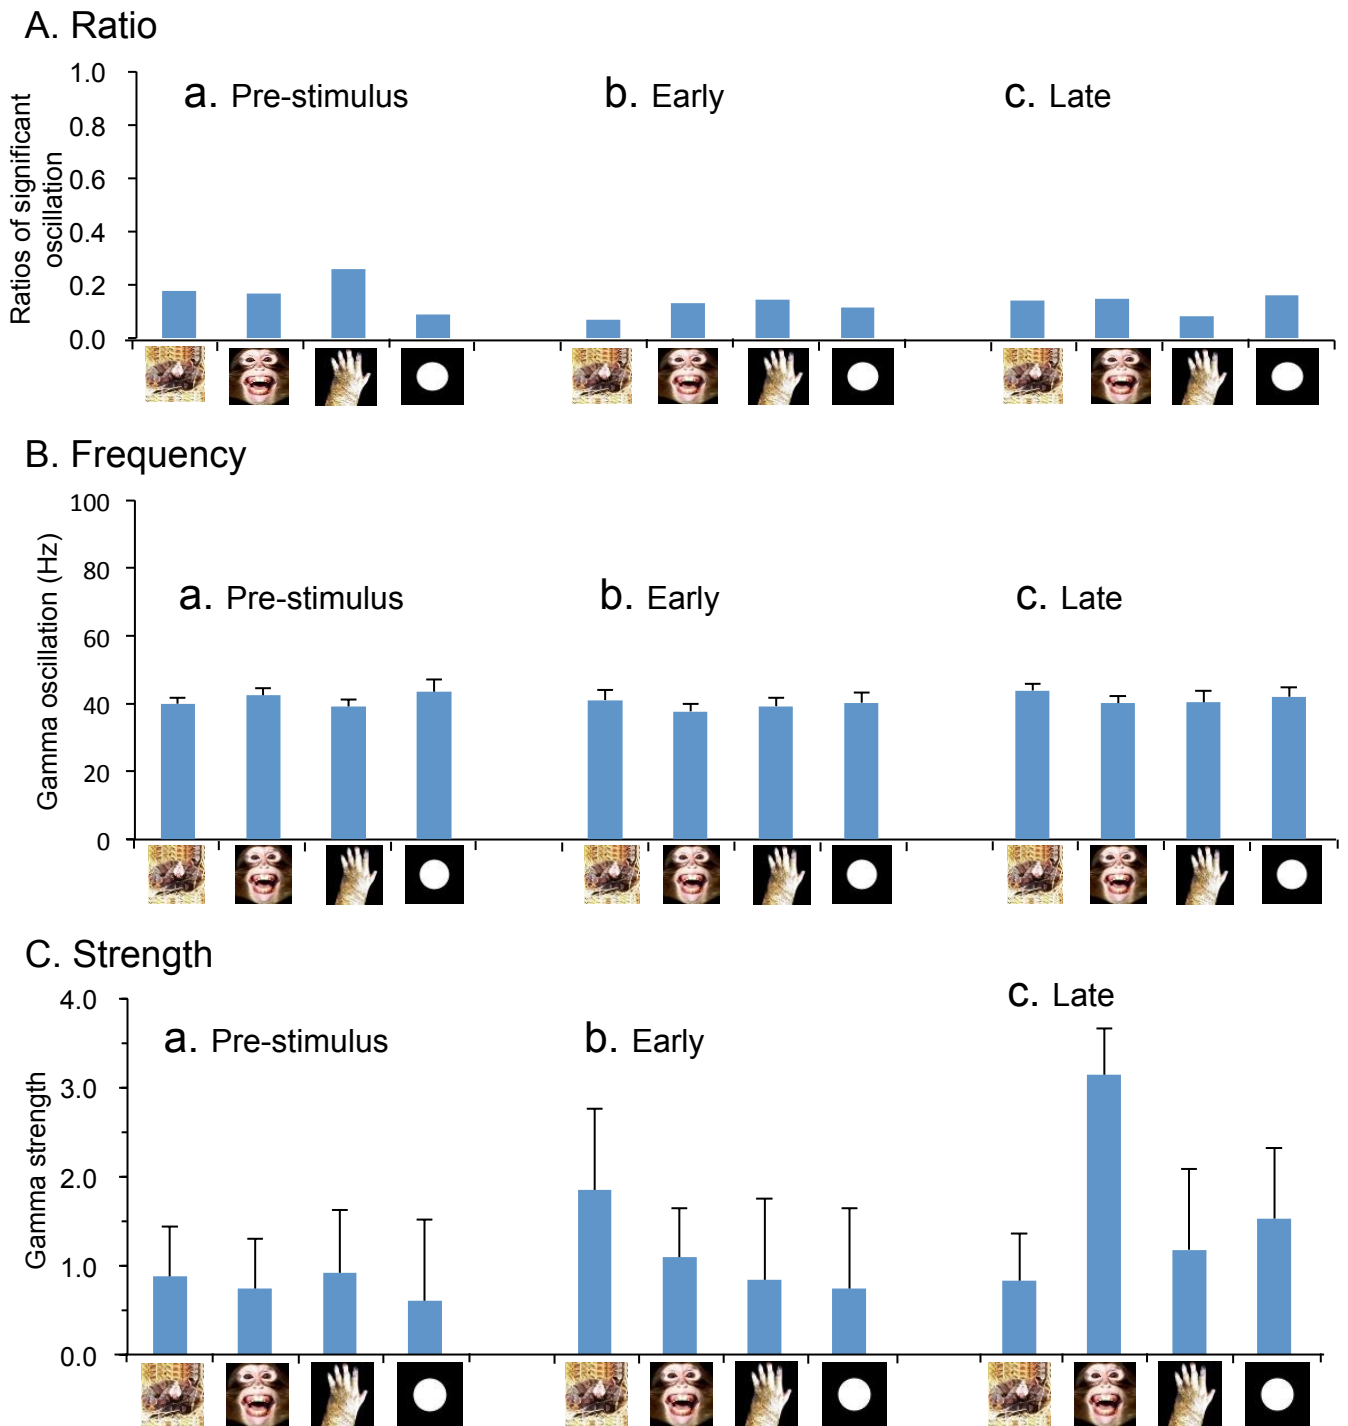 A. Ratio
Ratios of significant
oscillation
1.0
0.8
0.6
0.4
0.2
0.0
a. Pre-stimulus
b. Early
c. Late
B. Frequency
Gamma oscillation (Hz)
100
80
60
40
20
0
a. Pre-stimulus
b. Early
c. Late
C. Strength
Gamma strength
4.0
3.0
2.0
1.0
0.0
a. Pre-stimulus
b. Early
c. Late